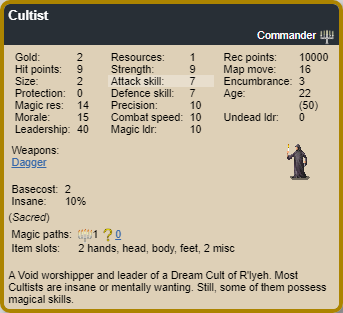 Cultist
Commander
Gold: 2 Resources: 1 Rec points: 10000
Hit points: 9 Strength: 9 Map move: 16
Size: 2 Attack skill: 7 Encumbrance: 3
Protection: 0 Defence skill: 7 Age: 22
Magic res: 14 Precision: 10 (50)
Morale: 15 Combat speed: 10 Undead ldr: 0
Leadership: 40 Magic ldr: 10
Weapons:
Dagger
Basecost: 2
Insane: 10%
(Sacred)
Magic paths: 1 ? 0
Item slots: 2 hands, head, body, feet, 2 misc
A Void worshipper and leader of a Dream Cult of R'lyeh. Most
Cultists are insane or mentally wanting. Still, some of them possess
magical skills.